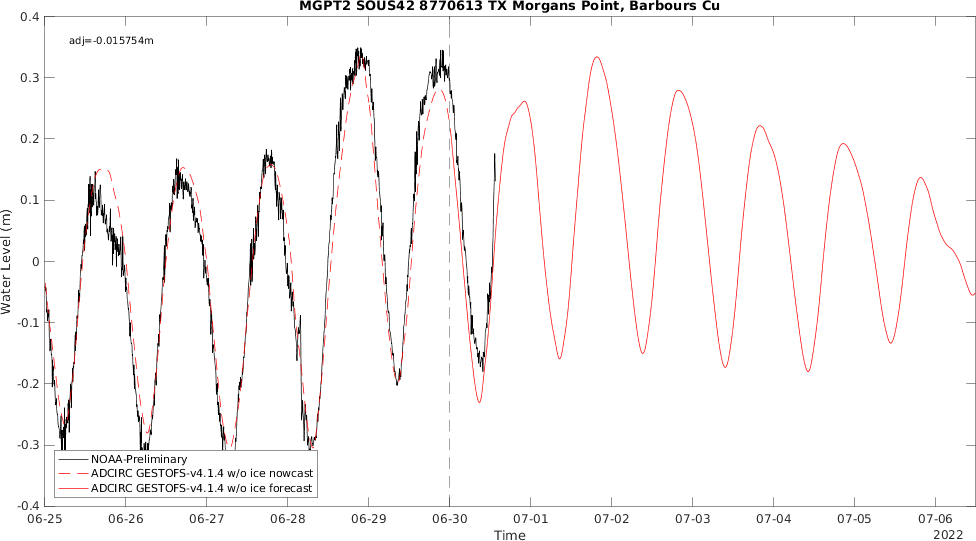 MGPT2 SOUS42 8770613 TX Morgans Point, Barbours Cu
adj=-0.015754m
0.4
0.3
0.2
0.1
0
-0.1
-0.2
-0.3
-0.4
Water Level (m)
NOAA-Preliminary
ADCIRC GESTOFS-v4.1.4 w/o ice nowcast
ADCIRC GESTOFS-v4.1.4 w/o ice forecast
06-25 06-26 06-27 06-28 06-29 06-30 07-01 07-02 07-03 07-04 07-05 07-06
Time
2022